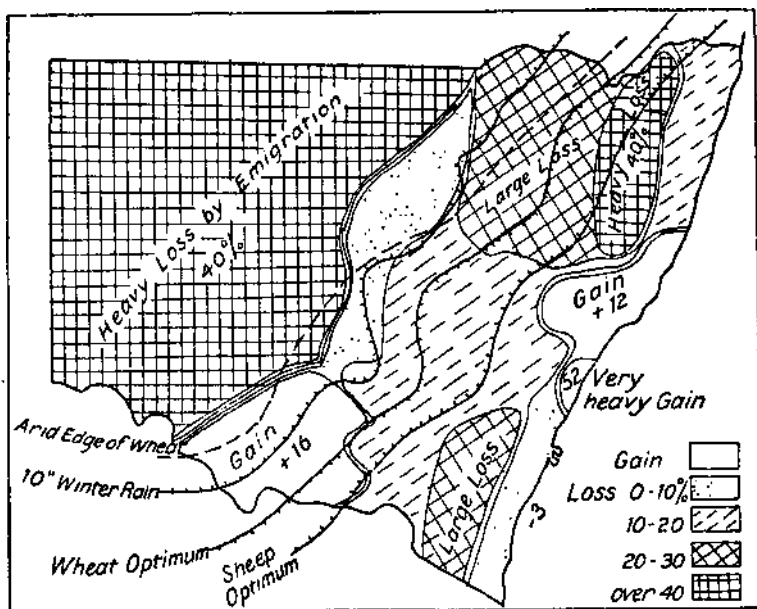 Heavy Loss by Emigration
40%
Large Loss
Heavy Loss
40%
Gain
+12
52
Very
heavy Gain
Arid Edge of Wheat
Gain
+16
10" Winter Rain
Wheat Optimum
Sheep
Optimum
Large Loss
-3
Gain
Loss 0-10%
10-20
20-30
over 40